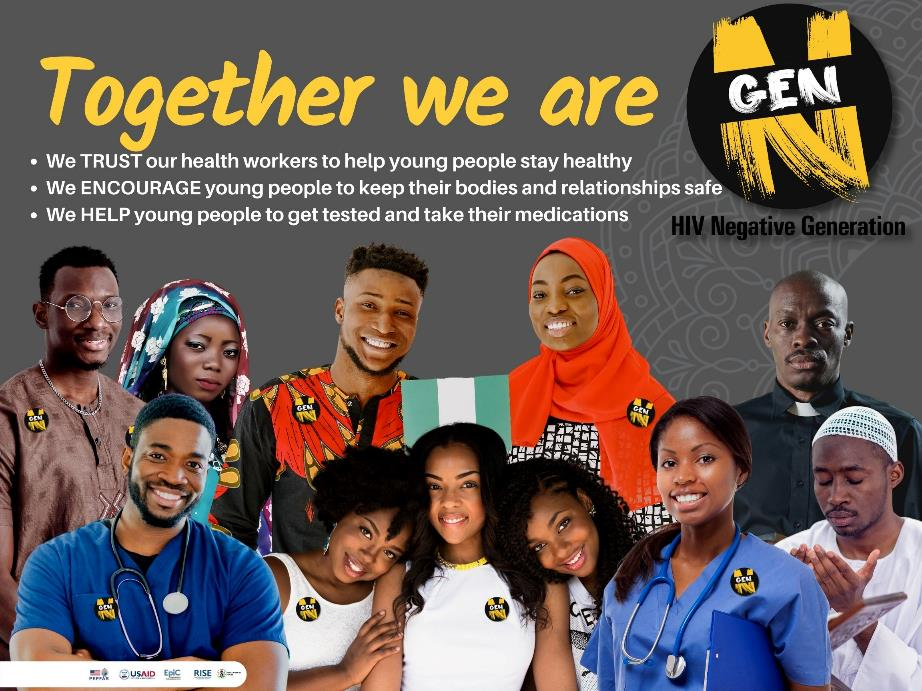 Together we are
GEN
N
• We TRUST our health workers to help young people stay healthy
• We ENCOURAGE young people to keep their bodies and relationships safe
• We HELP young people to get tested and take their medications
HIV Negative Generation
GEN N
GEN N
GEN N
GEN N
GEN N
GEN N
GEN N
PEPFAR
USAID
EpiC
RISE